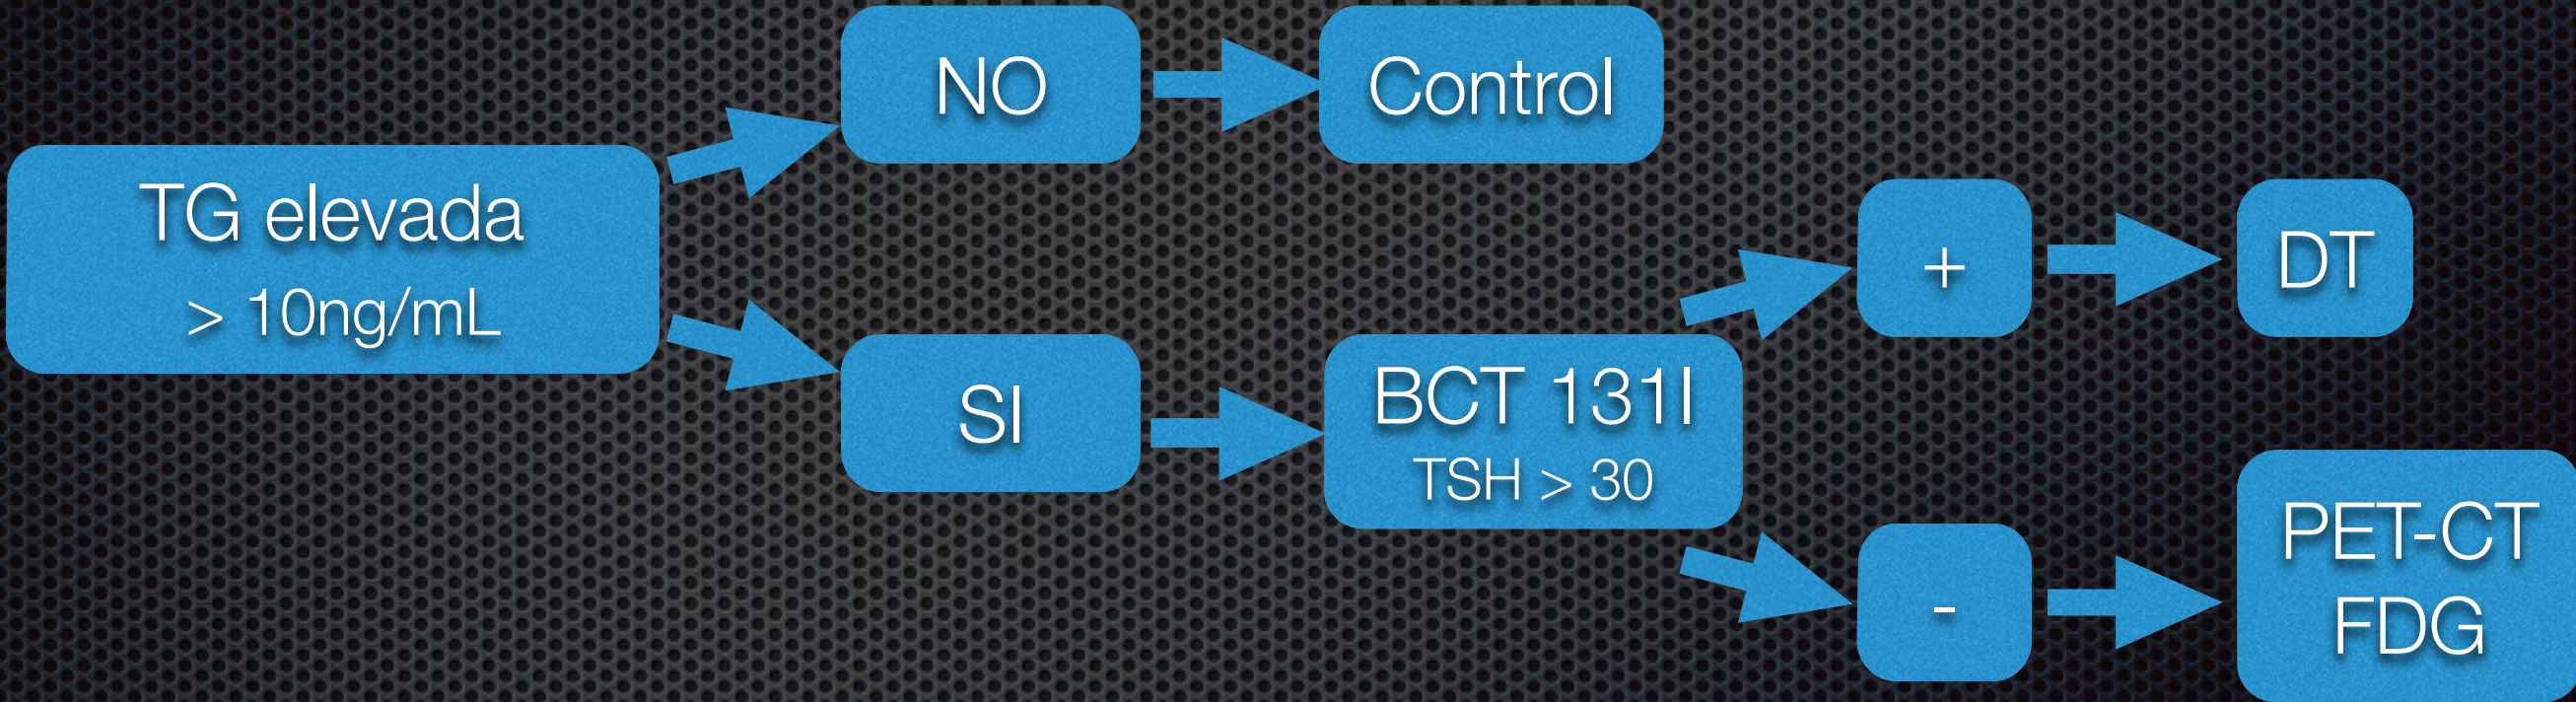 TG elevada
> 10ng/mL
NO
Control
SI
BCT 131I
TSH > 30
+
DT
-
PET-CT
FDG